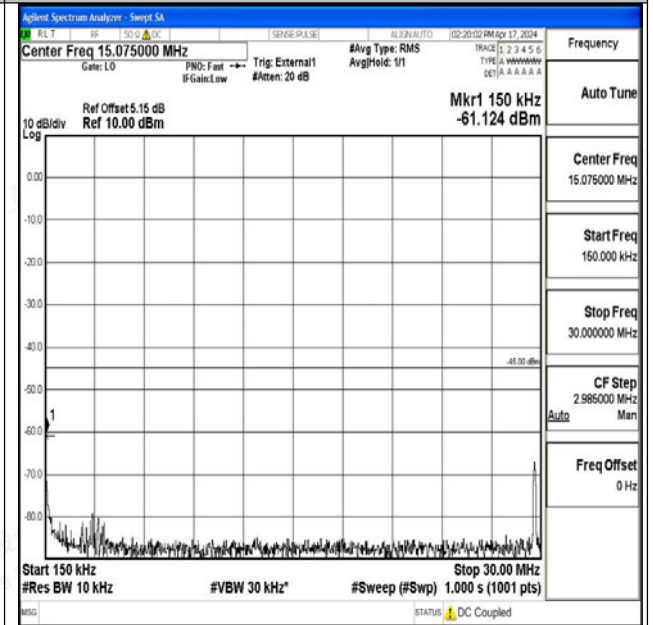 Agilent Spectrum Analyzer - Swept SA
RLT RF 50 Ω DC SENSE:PULSE ALIGN AUTO 02:20:02 PM Apr 17, 2024
Center Freq 15.075000 MHz #Avg Type: RMS TRACE 1 2 3 4 5 6
Gate: LO PNO: Fast Trig: External1 Avg|Hold: 1/1 TYPE A WWWWW
IFGain:Low #Atten: 20 dB DET A A A A A A
Frequency
Auto Tune
Mkr1 150 kHz
-61.124 dBm
Ref Offset 5.15 dB
10 dB/div Ref 10.00 dBm
Log
0.00
-10.0
-20.0
-30.0
-40.0
-45.00 dBm
-50.0
1
-60.0
-70.0
-80.0
Start 150 kHz Stop 30.00 MHz
#Res BW 10 kHz #VBW 30 kHz* #Sweep (#Swp) 1.000 s (1001 pts)
Center Freq
15.075000 MHz
Start Freq
150.000 kHz
Stop Freq
30.000000 MHz
CF Step
2.985000 MHz
Auto Man
Freq Offset
0 Hz
MSG STATUS DC Coupled